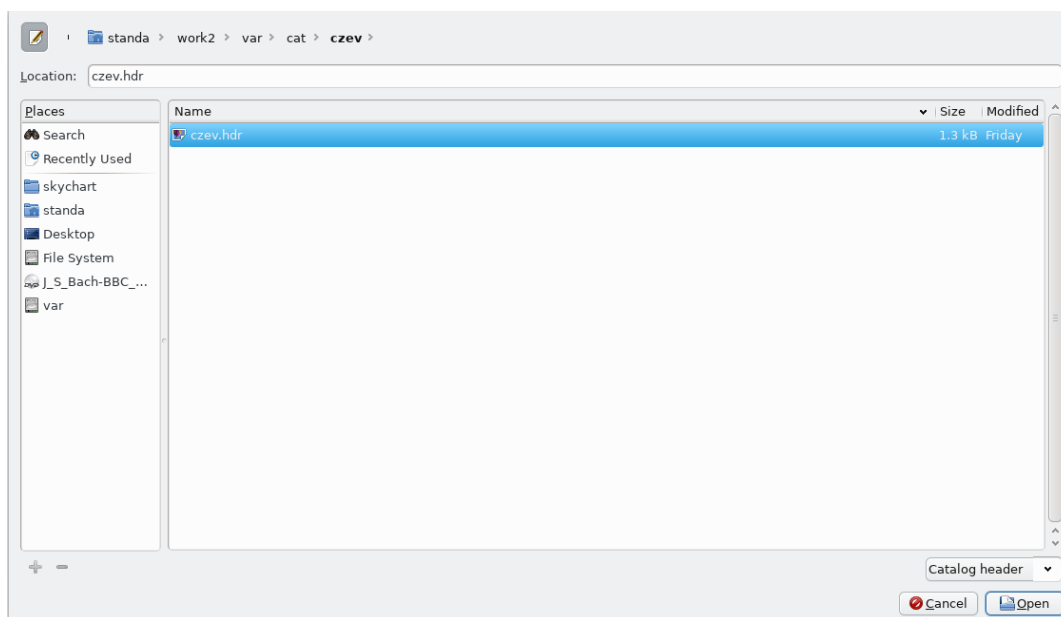 standa > work2 > var > cat > czev >
Location: czev.hdr
Places
Name Size Modified
Search
czev.hdr 1.3 kB Friday
Recently Used
skychart
standa
Desktop
File System
J_S_Bach-BBC_...
var
Catalog header
Cancel Open